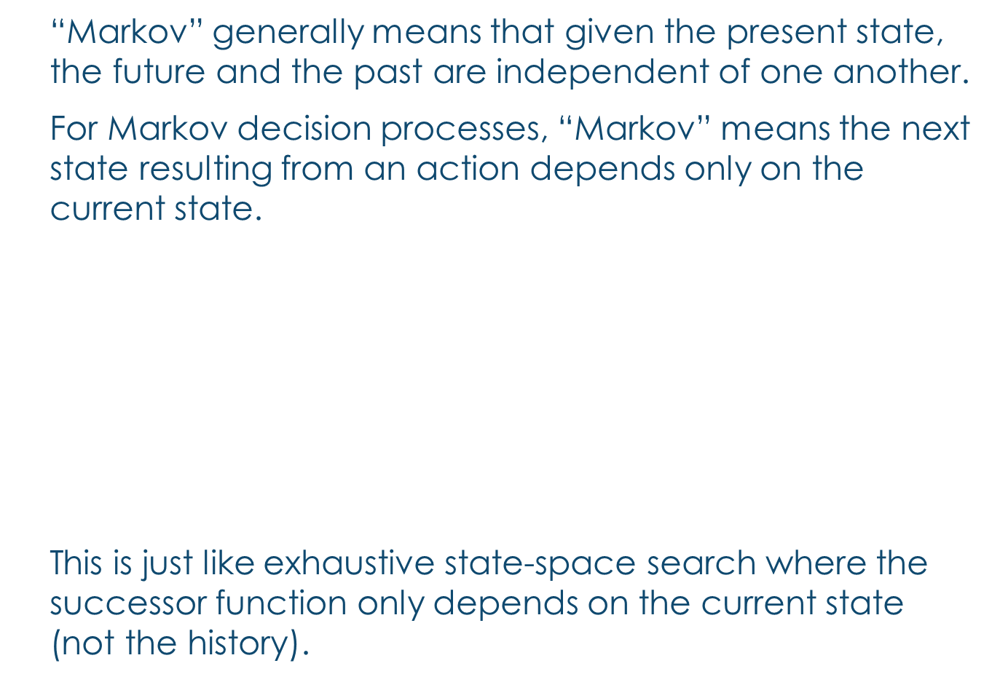 “Markov” generally means that given the present state,
the future and the past are independent of one another.
For Markov decision processes, “Markov” means the next
state resulting from an action depends only on the
current state.
This is just like exhaustive state-space search where the
successor function only depends on the current state
(not the history).